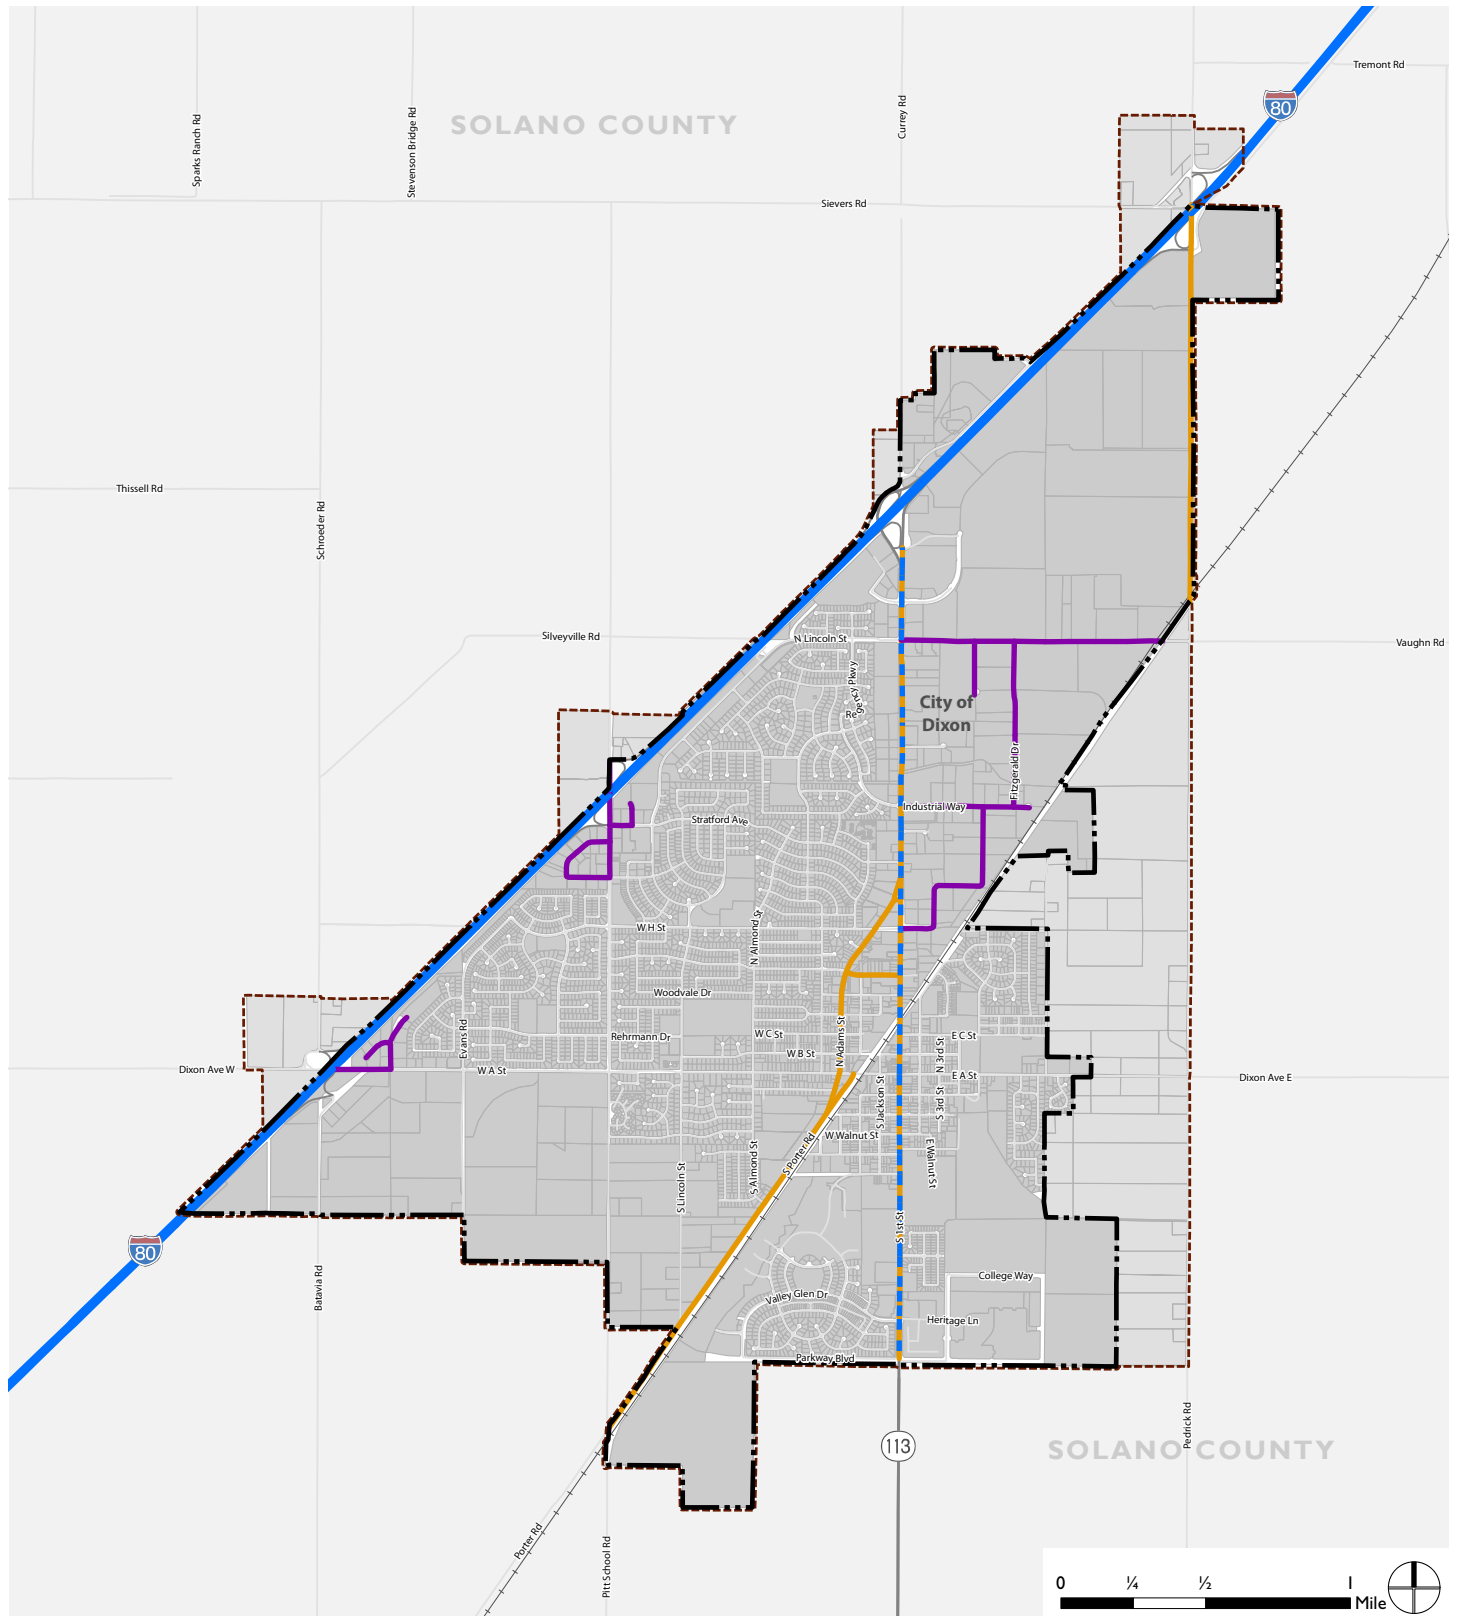 Tremont Rd
80
Sparks Ranch Rd
Stevenson Bridge Rd
SOLANO COUNTY
Currey Rd
Sievers Rd
Thissell Rd
Schroeder Rd
Silveyville Rd
N Lincoln St
Vaughn Rd
Regency Pkwy
City of
Dixon
Fitzgerald Dr
Industrial Way
Stratford Ave
W H St
N Almond St
Woodvale Dr
Evans Rd
Rehrmann Dr
W C St
N Adams St
E C St
N 3rd St
W B St
Dixon Ave W
W A St
E A St
Dixon Ave E
S Jackson St
S 3rd St
W Walnut St
S Porter Rd
E Walnut St
S Almond St
S Lincoln St
S 1st St
80
Batavia Rd
College Way
Valley Glen Dr
Heritage Ln
Parkway Blvd
113
Pedrick Rd
SOLANO COUNTY
Porter Rd
Pitt School Rd
0 ¼ ½ 1
Mile